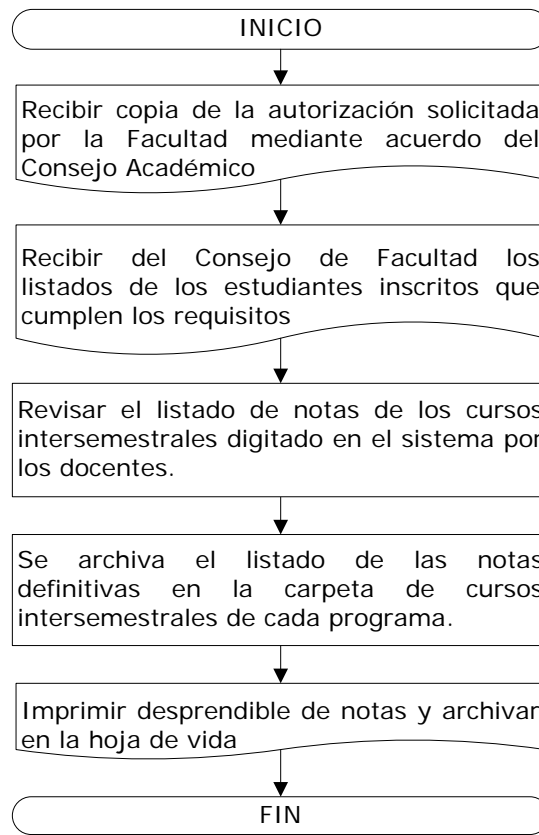 INICIO
Recibir copia de la autorización solicitada
por la Facultad mediante acuerdo del
Consejo Académico
Recibir del Consejo de Facultad los
listados de los estudiantes inscritos que
cumplen los requisitos
Revisar el listado de notas de los cursos
intersemestrales digitado en el sistema por
los docentes.
Se archiva el listado de las notas
definitivas en la carpeta de cursos
intersemestrales de cada programa.
Imprimir desprendible de notas y archivar
en la hoja de vida
FIN